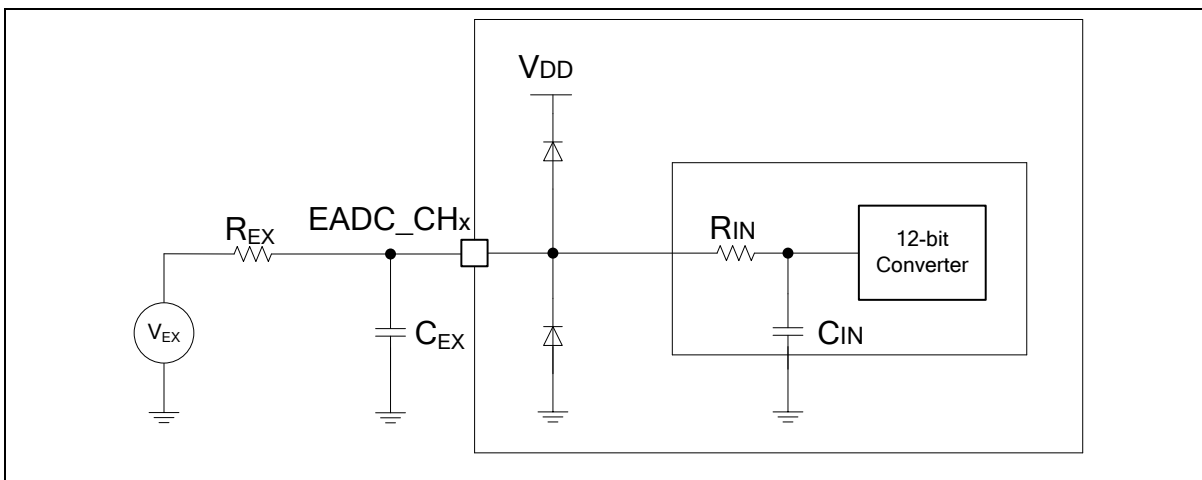 VDD
EADC_CHx
REX
RIN
12-bit
Converter
VEX
CEX
CIN